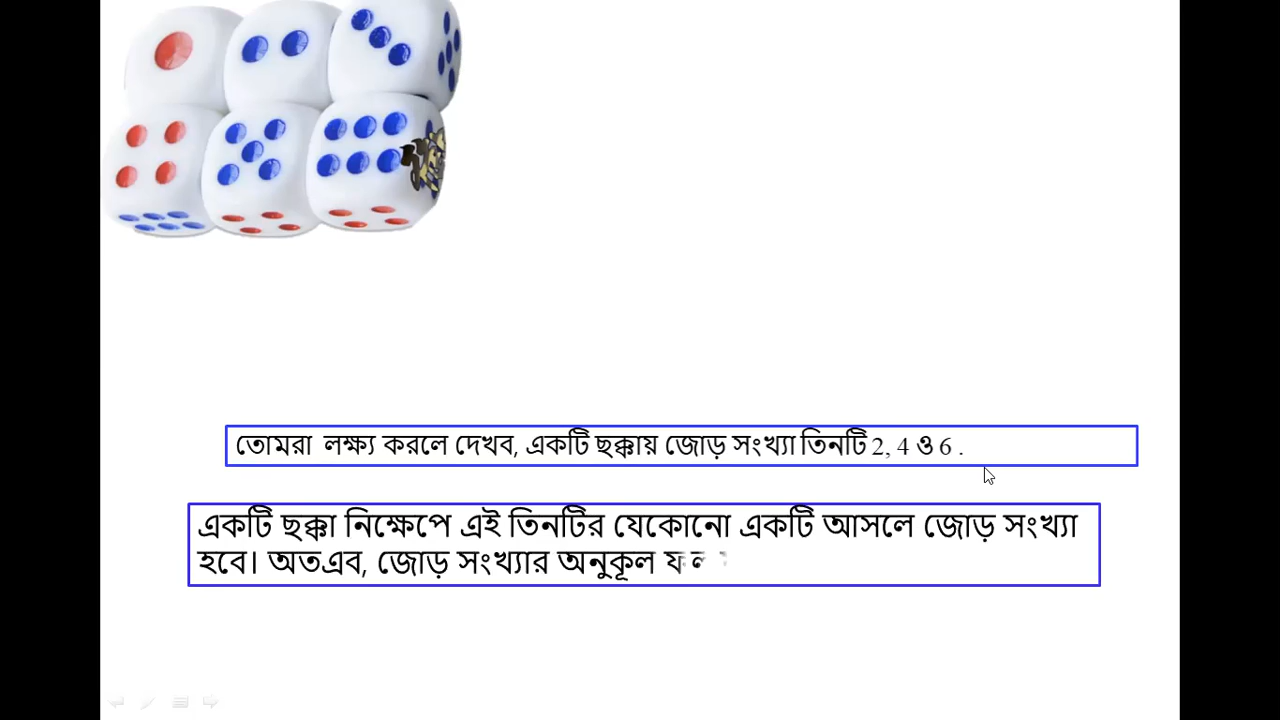 তোমরা লক্ষ্য করলে দেখব, একটি ছক্কায় জোড় সংখ্যা তিনটি 2, 4 ও 6 .
একটি ছক্কা নিক্ষেপে এই তিনটির যেকোনো একটি আসলে জোড় সংখ্যা
হবে। অতএব, জোড় সংখ্যার অনুকূল ফল